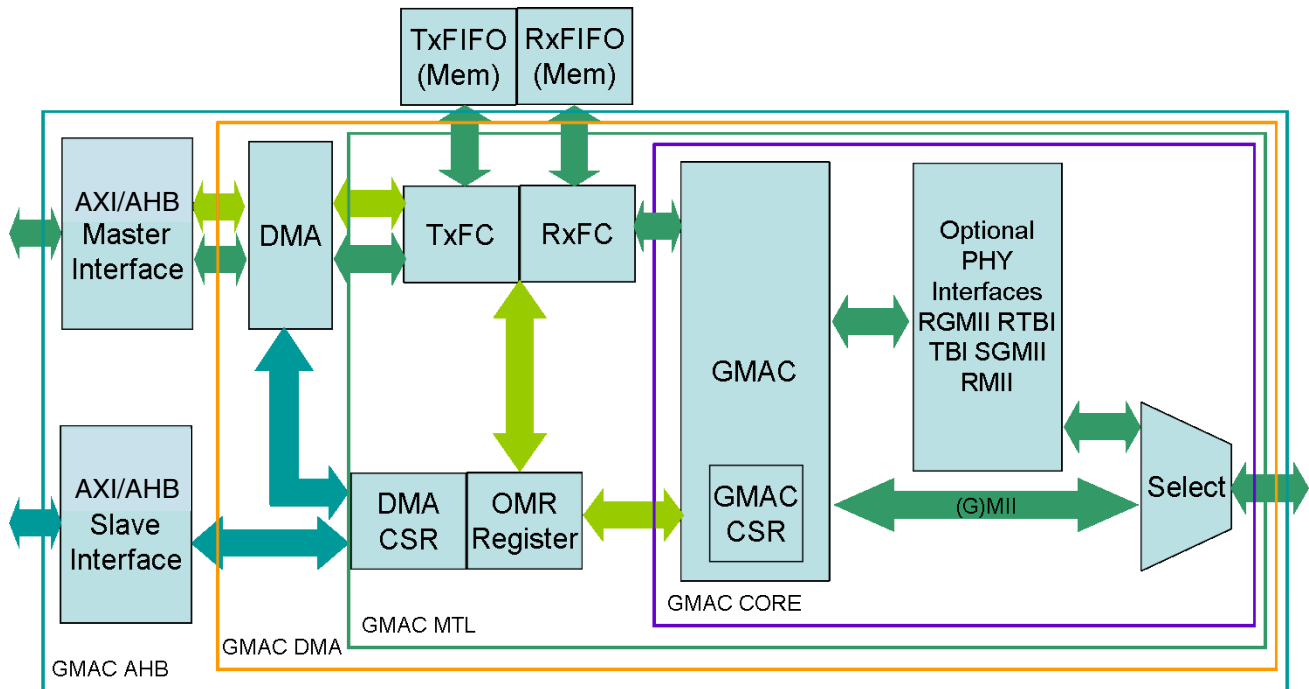 TxFIFO
(Mem)
RxFIFO
(Mem)
AXI/AHB
Master
Interface
DMA
TxFC
RxFC
GMAC
Optional
PHY
Interfaces
RGMII RTBI
TBI SGMII
RMII
AXI/AHB
Slave
Interface
DMA
CSR
OMR
Register
GMAC
CSR
(G)MII
Select
GMAC CORE
GMAC MTL
GMAC DMA
GMAC AHB